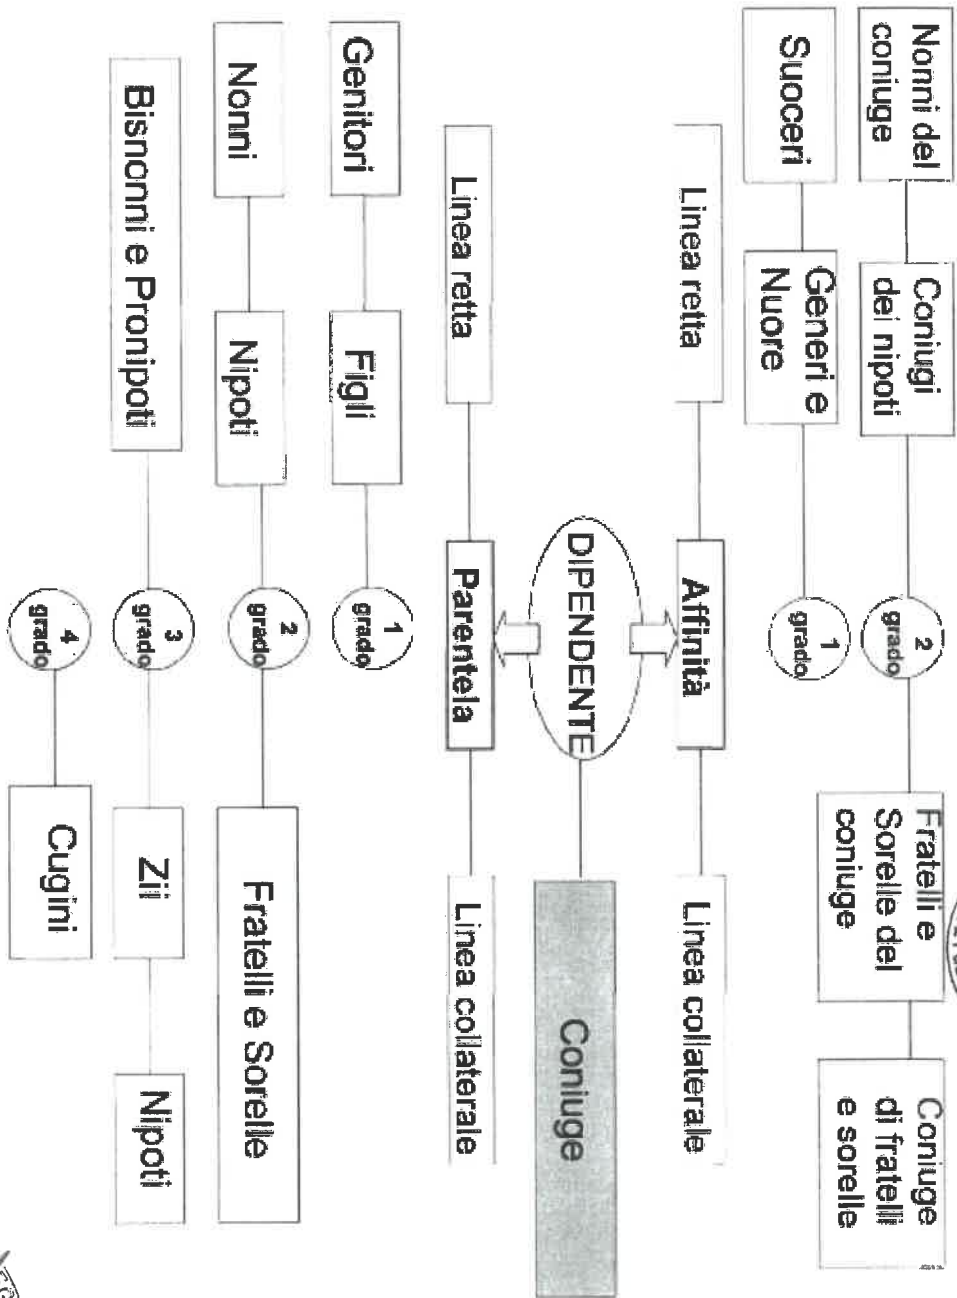 Nonni del
coniuge
Coniugi
dei nipoti
2
grado
Fratelli e
Sorelle del
coniuge
Coniuge
di fratelli
e sorelle
Suoceri
Generi e
Nuore
1
grado
Linea retta
Affinità
Linea collaterale
DIPENDENTE
Coniuge
Linea retta
Parentela
Linea collaterale
Genitori
Figli
1
grado
Nonni
Nipoti
2
grado
Fratelli e Sorelle
Bisnonni e Pronipoti
3
grado
Zii
Nipoti
4
grado
Cugini